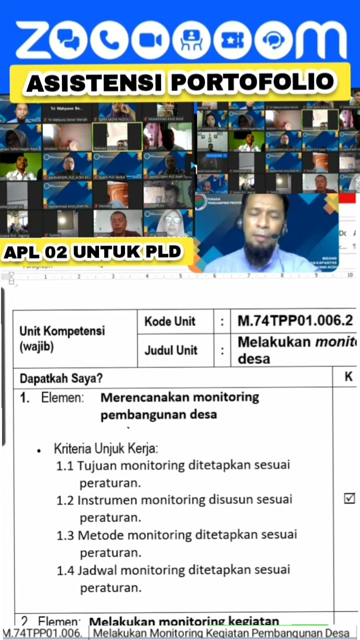 ZOOOOOM
ASISTENSI PORTOFOLIO
APL 02 UNTUK PLD
Unit Kompetensi
(wajib)
Kode Unit : M.74TPP01.006.2
Judul Unit : Melakukan monit
desa
Dapatkah Saya? K
1. Elemen: Merencanakan monitoring
pembangunan desa
• Kriteria Unjuk Kerja:
1.1 Tujuan monitoring ditetapkan sesuai
peraturan.
1.2 Instrumen monitoring disusun sesuai
peraturan.
1.3 Metode monitoring ditetapkan sesuai
peraturan.
1.4 Jadwal monitoring ditetapkan sesuai
peraturan.
2. Elemen: Melakukan monitoring kegiatan
M.74TPP01.006. Melakukan Monitoring Kegiatan Pembangunan Desa